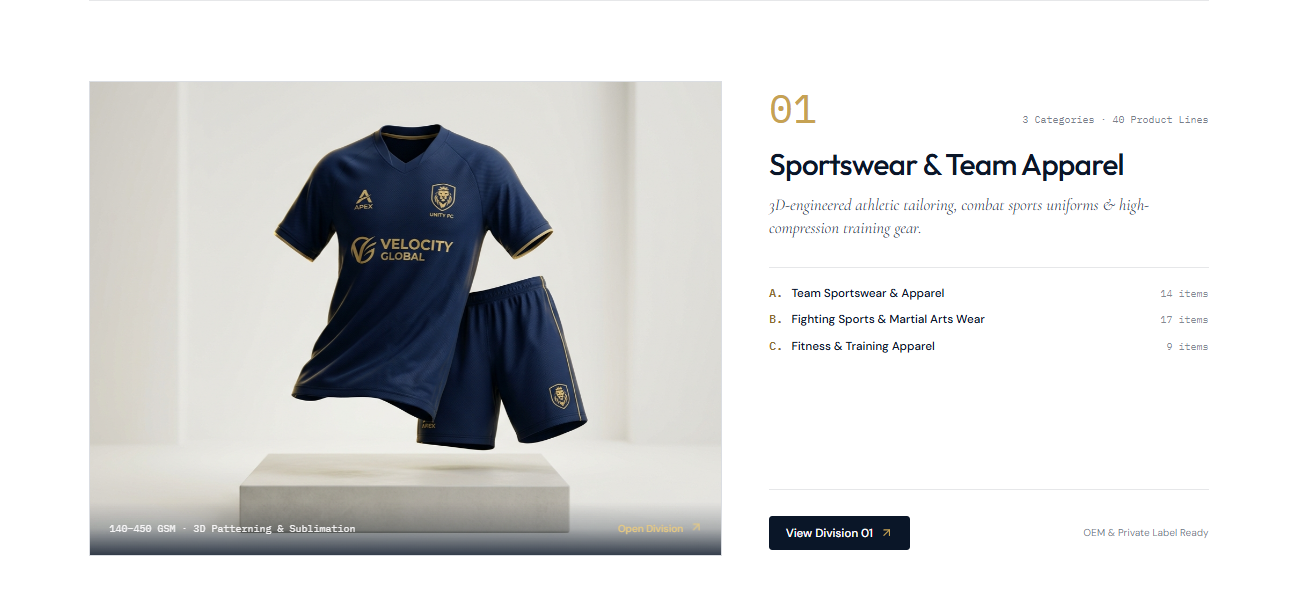 APEX
UNITY FC
VELOCITY
GLOBAL
APEX
140–450 GSM · 3D Patterning & Sublimation
Open Division ↗
01
3 Categories · 40 Product Lines
Sportswear & Team Apparel
3D-engineered athletic tailoring, combat sports uniforms & high-
compression training gear.
A. Team Sportswear & Apparel 14 items
B. Fighting Sports & Martial Arts Wear 17 items
C. Fitness & Training Apparel 9 items
View Division 01 ↗
OEM & Private Label Ready